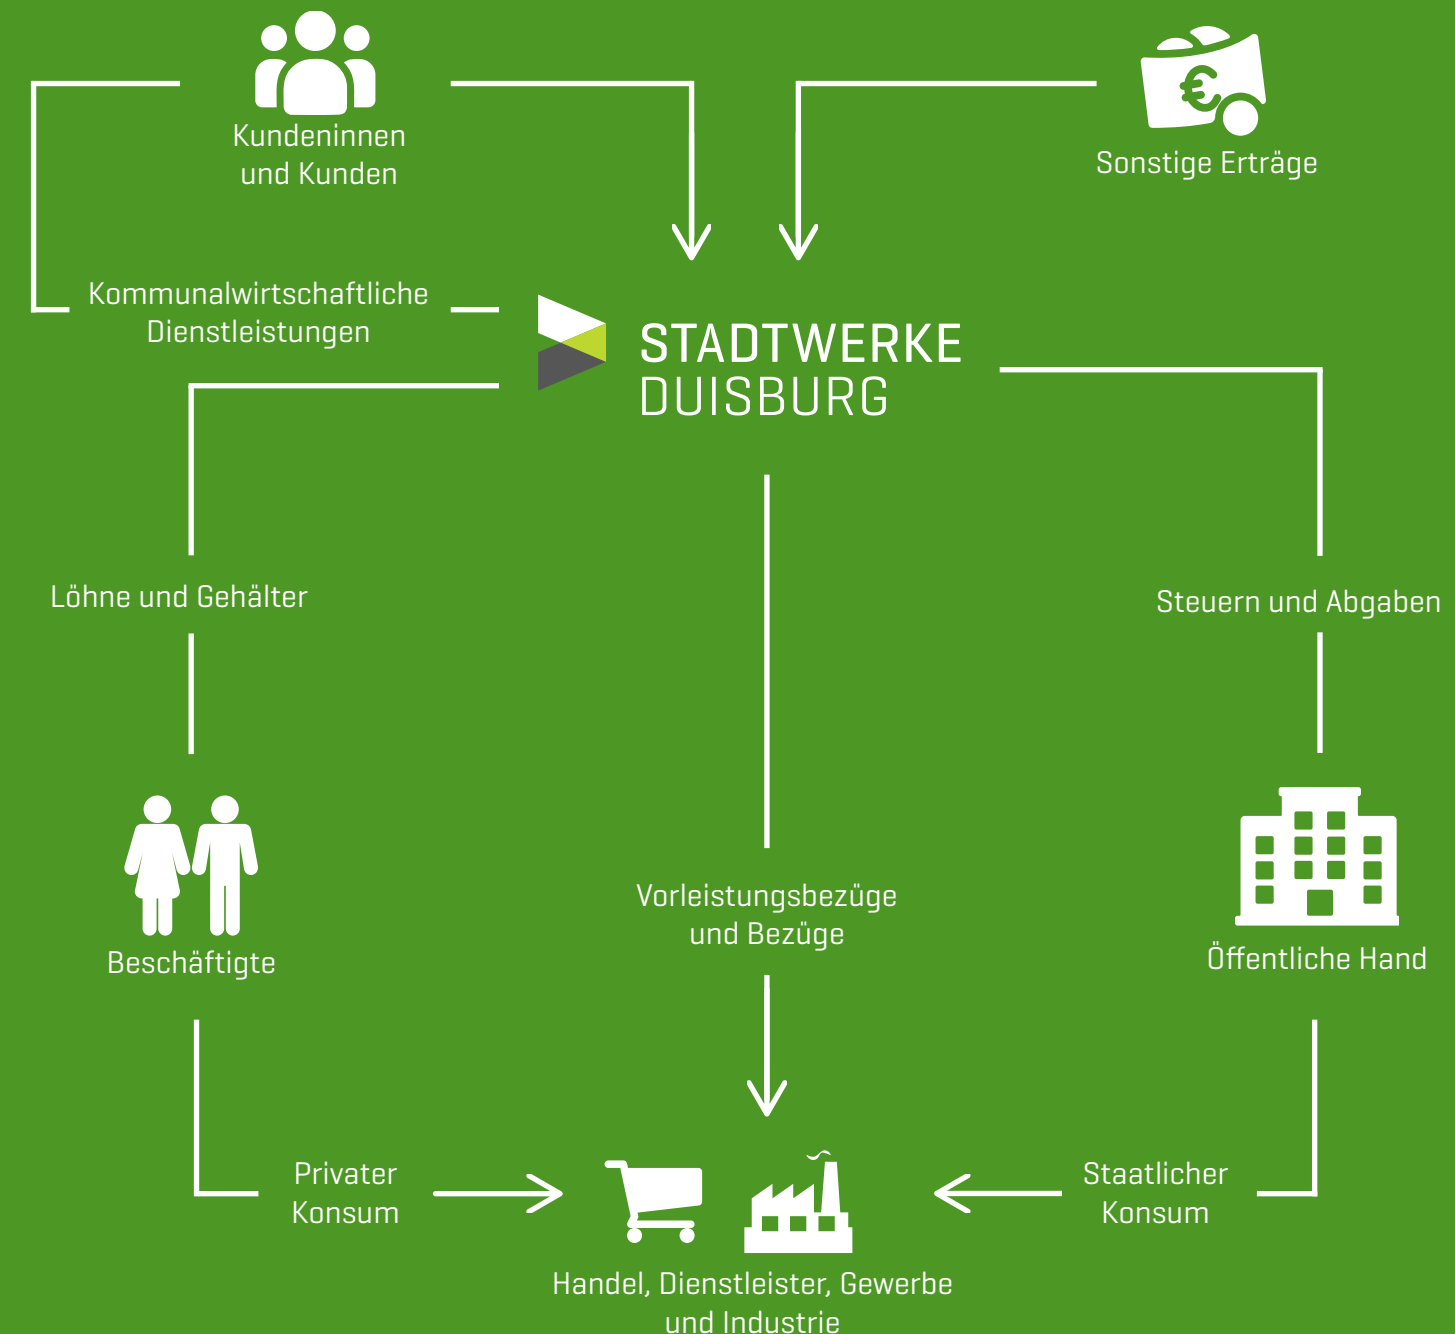 Kundeninnen
und Kunden
€
Sonstige Erträge
Kommunalwirtschaftliche
Dienstleistungen
STADTWERKE
DUISBURG
Löhne und Gehälter
Steuern und Abgaben
Vorleistungsbezüge
und Bezüge
Beschäftigte
Öffentliche Hand
Privater
Konsum
Staatlicher
Konsum
Handel, Dienstleister, Gewerbe
und Industrie